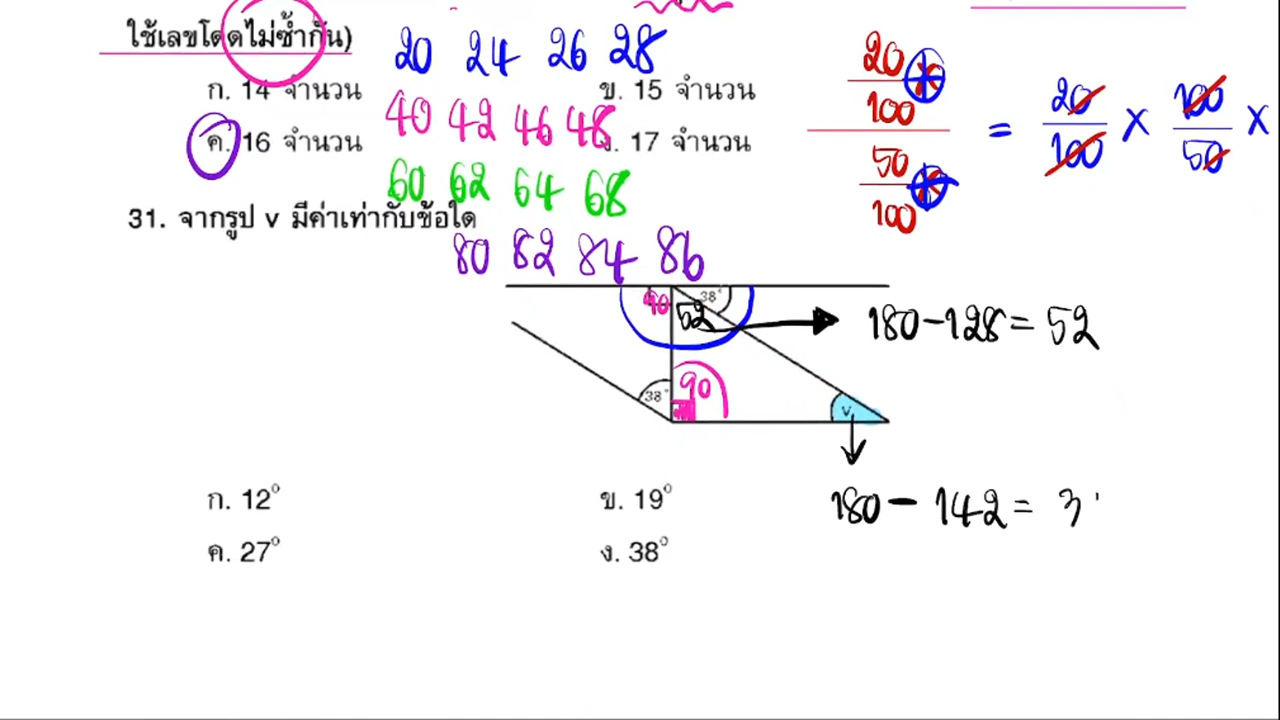 ใช้เลขโดดไม่ซ้ำกัน)
20 24 26 28
ก. 14 จำนวน
ข. 15 จำนวน
40 42 46 48
ค. 16 จำนวน
ง. 17 จำนวน
60 62 64 68
31. จากรูป v มีค่าเท่ากับข้อใด
80 82 84 86
20
100
50
100
= 20/100 × 100/50 ×
90 52 38°
180-128= 52
38° 90 v
180 - 142 = 3
ก. 12°
ข. 19°
ค. 27°
ง. 38°